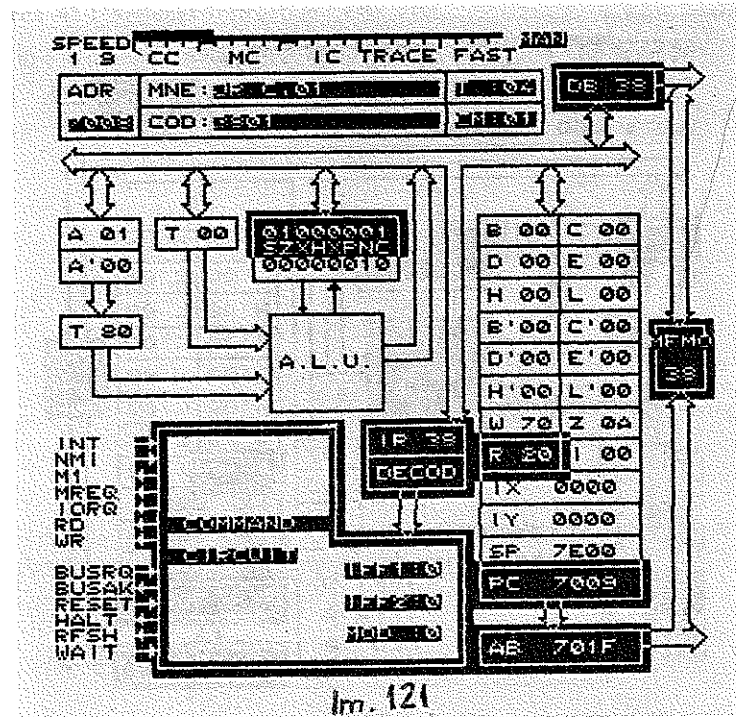 SPEED
1 9 CC MC IC TRACE FAST
ADR MNE:
COD:
DB 38
A 01
A'00
T 00
01000001
SZXHXPNC
00000010
T 80
A.L.U.
B 00 C 00
D 00 E 00
H 00 L 00
B'00 C'00
D'00 E'00
H'00 L'00
W 70 Z 0A
R 20 I 00
IX 0000
IY 0000
SP 7E00
PC 7009
AB 701F
MEMO
38
IR 38
DECOD
INT
NMI
M1
MREQ
IORQ
RD
WR
BUSRQ
BUSAK
RESET
HALT
RFSH
WAIT
COMMAND
CIRCUIT
Im. 121